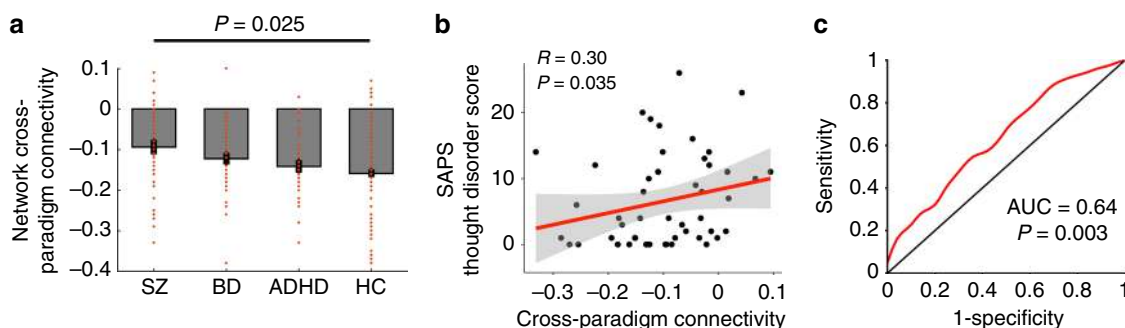 a
P = 0.025
Network cross-
paradigm connectivity
0.1
0
−0.1
−0.2
−0.3
−0.4
SZ BD ADHD HC
b
R = 0.30
P = 0.035
SAPS
thought disorder score
20
10
0
−0.3 −0.2 −0.1 0 0.1
Cross-paradigm connectivity
c
Sensitivity
1
0.8
0.6
0.4
0.2
0
AUC = 0.64
P = 0.003
0 0.2 0.4 0.6 0.8 1
1-specificity